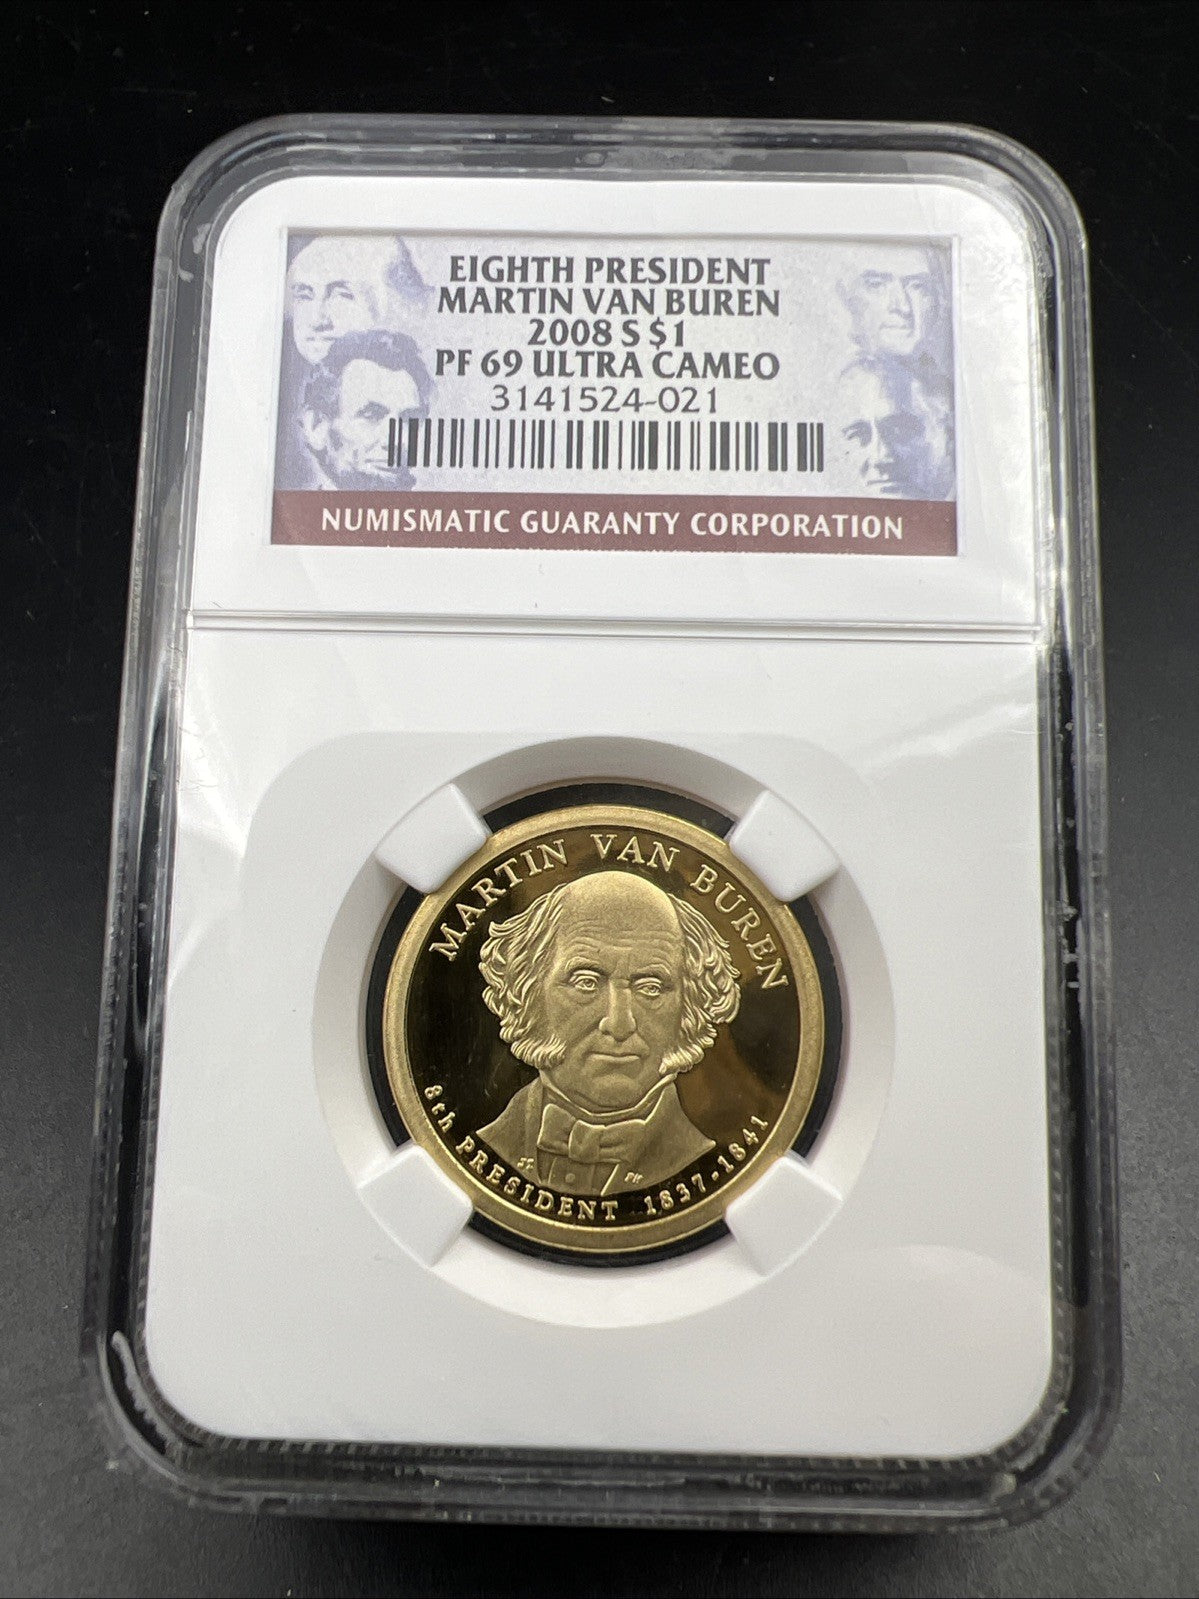 EIGHTH PRESIDENT
MARTIN VAN BUREN
2008 S $1
PF 69 ULTRA CAMEO
3141524-021
NUMISMATIC GUARANTY CORPORATION
MARTIN VAN BUREN
8th PRESIDENT 1837-1841